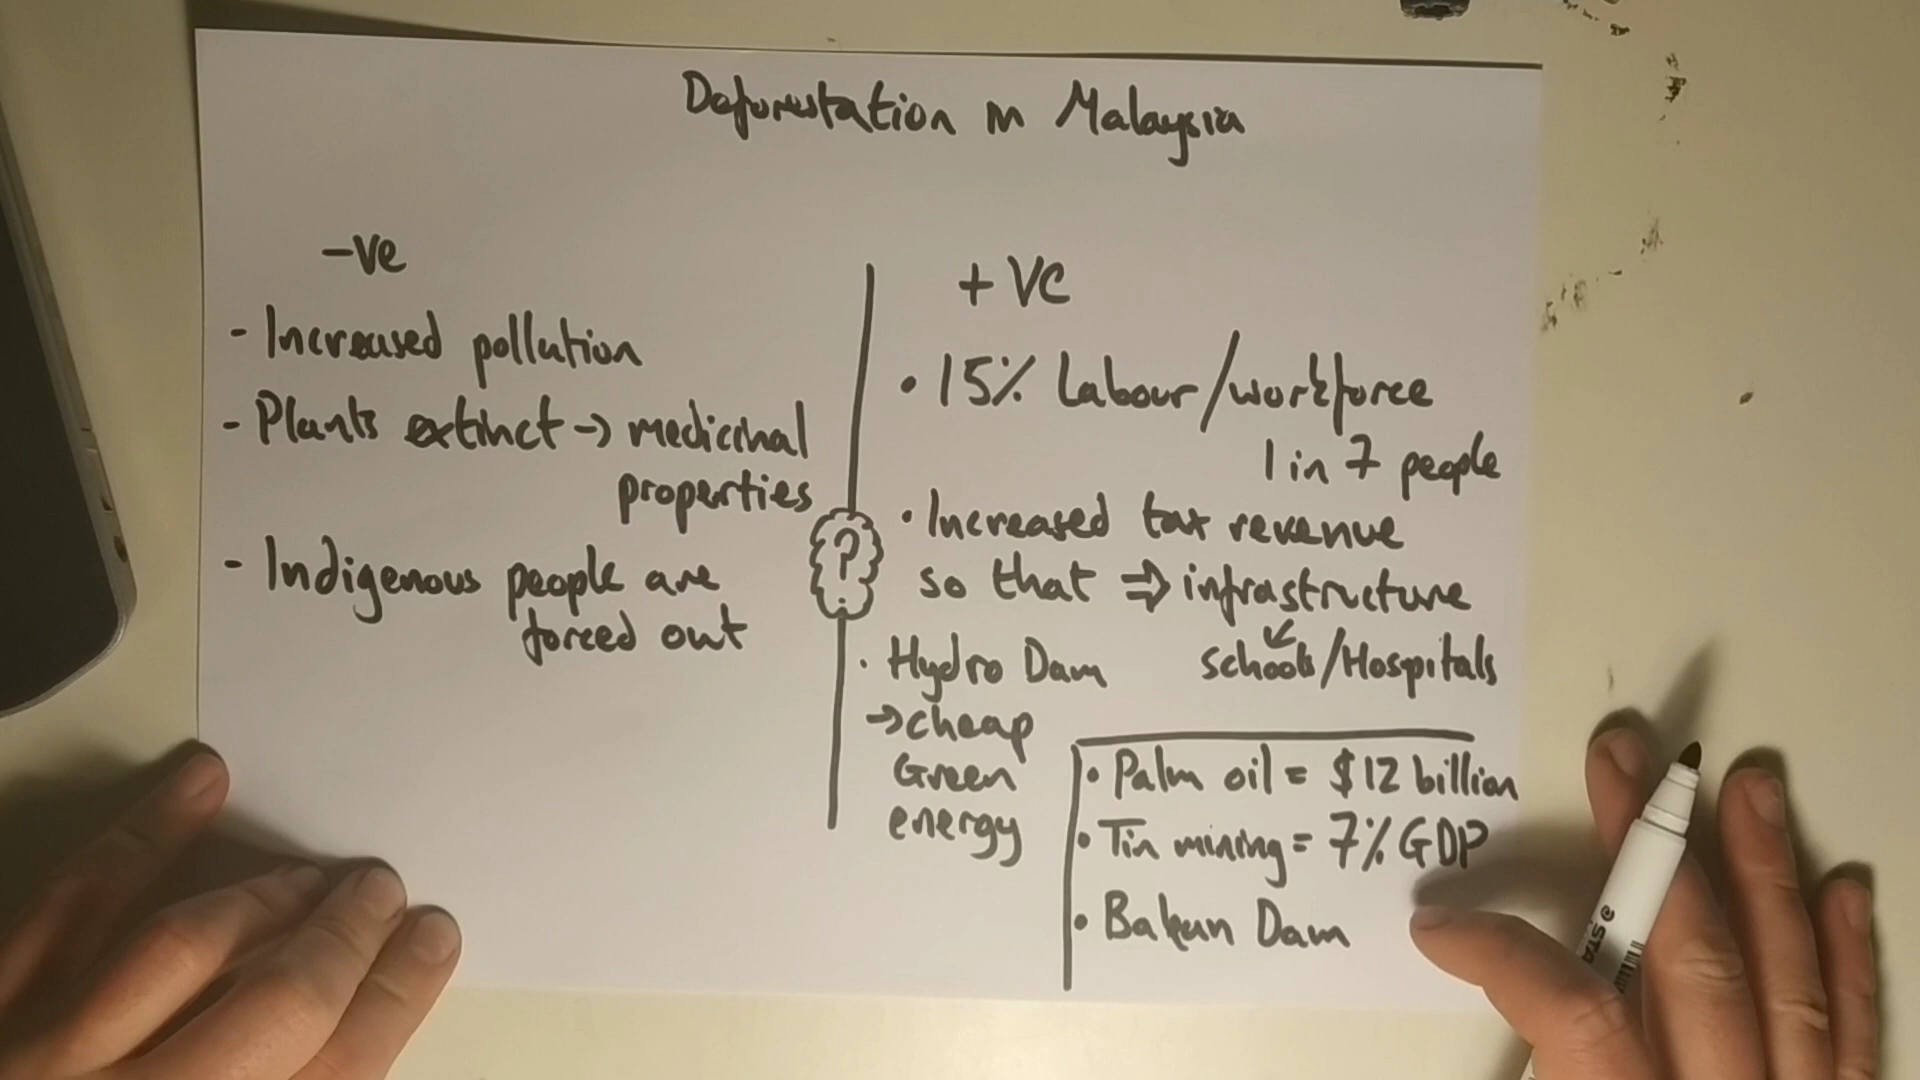 Deforestation in Malaysia
-ve
- Increased pollution
- Plants extinct → medicinal
properties
- Indigenous people are
forced out
?
+ve
• 15% Labour/workforce
1 in 7 people
• Increased tax revenue
so that ⇒ infrastructure
↙
schools/Hospitals
• Hydro Dam
→ cheap
Green
energy
• Palm oil = $12 billion
• Tin mining = 7% GDP
• Bakun Dam
STA